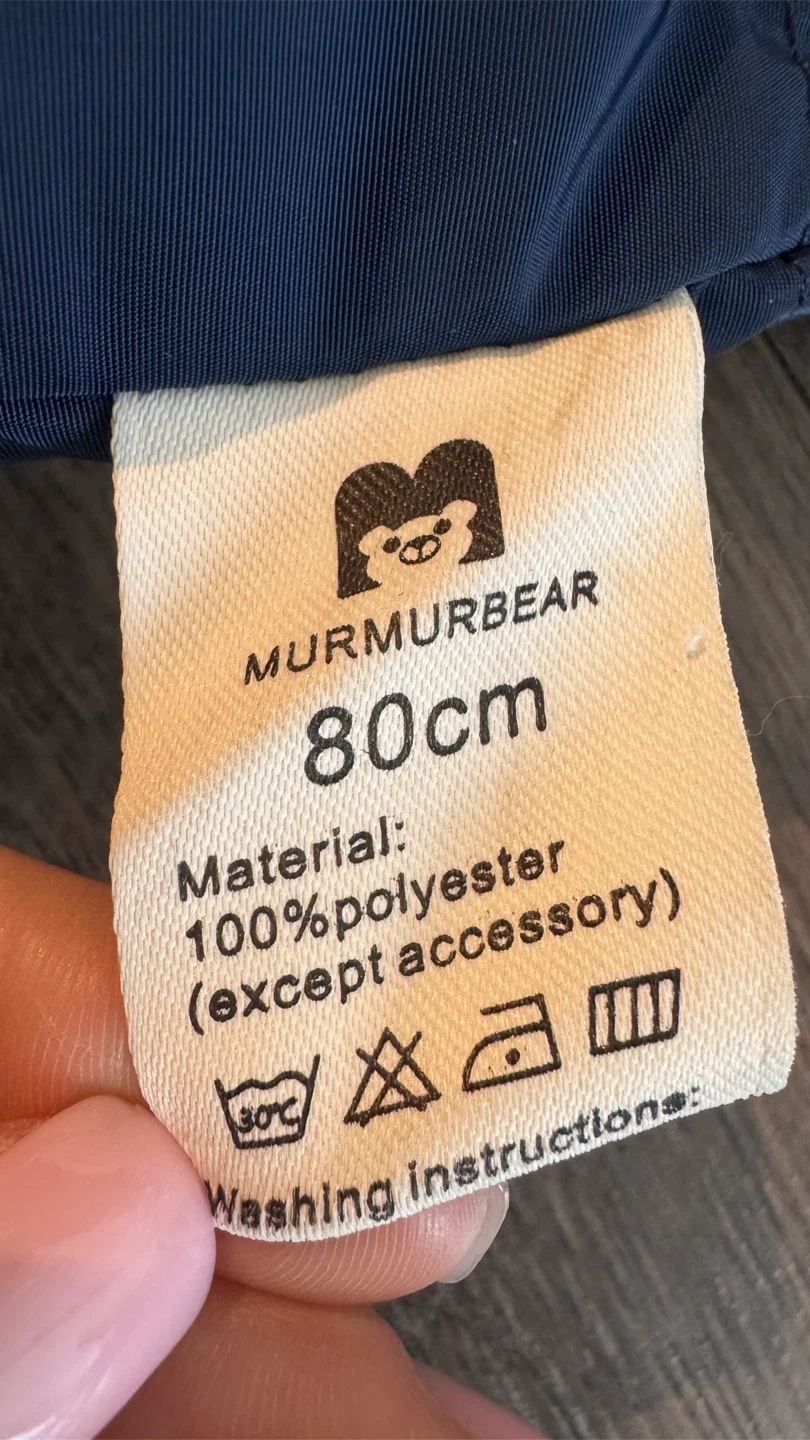 MURMURBEAR
80cm
Material:
100%polyester
(except accessory)
30℃
Washing instructions: